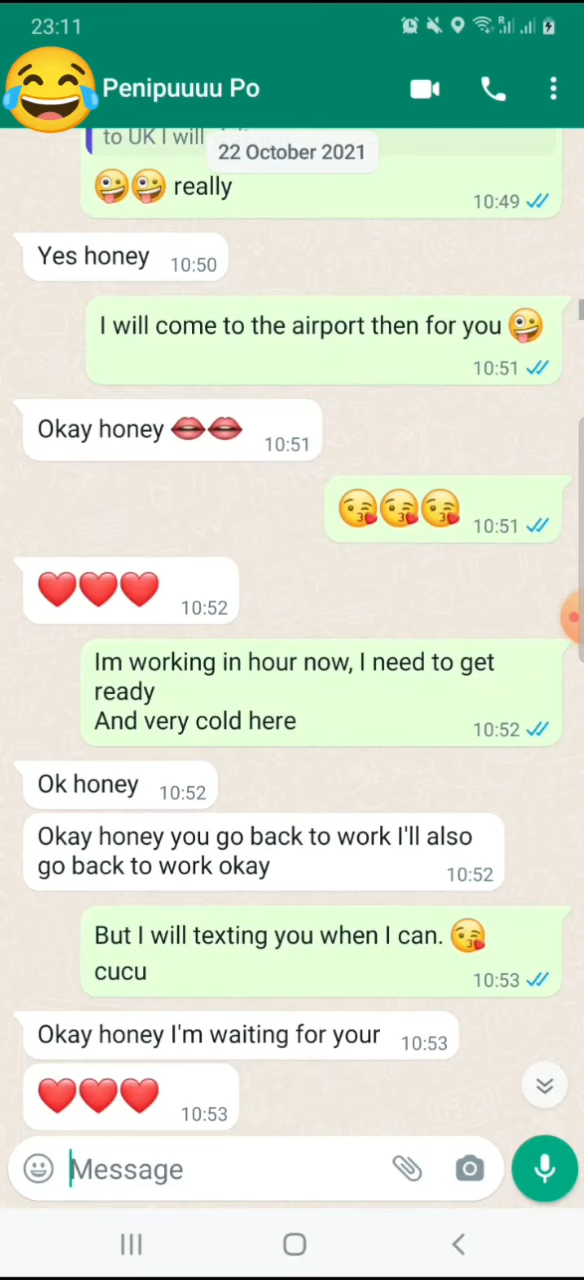 23:11
Penipuuuu Po
to UK I will
22 October 2021
🤪🤪 really
10:49
Yes honey 10:50
I will come to the airport then for you 🤪
10:51
Okay honey 👄👄 10:51
😘😘😘 10:51
❤️❤️❤️ 10:52
Im working in hour now, I need to get
ready
And very cold here 10:52
Ok honey 10:52
Okay honey you go back to work I'll also
go back to work okay 10:52
But I will texting you when I can. 😘
cucu 10:53
Okay honey I'm waiting for your 10:53
❤️❤️❤️ 10:53
Message